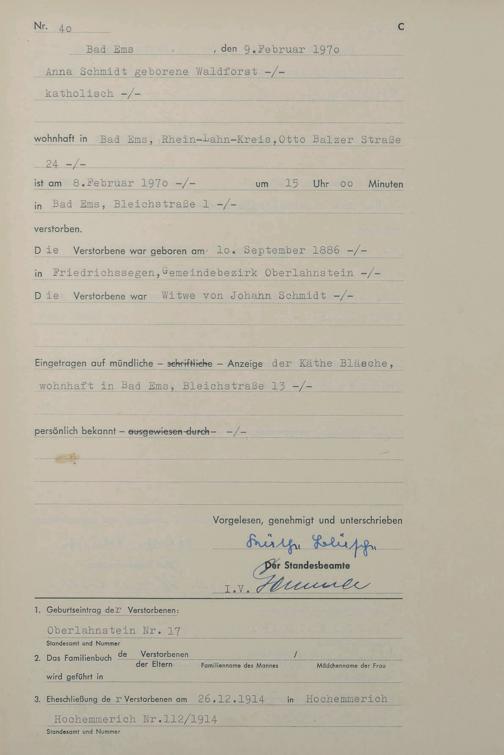 Nr. 40 C
Bad Ems , den 9.Februar 1970
Anna Schmidt geborene Waldforst -/-
katholisch -/-
wohnhaft in Bad Ems, Rhein-Lahn-Kreis,Otto Balzer Straße
24 -/-
ist am 8.Februar 1970 -/- um 15 Uhr oo Minuten
in Bad Ems, Bleichstraße 1 -/-
verstorben.
Die Verstorbene war geboren am 1o. September 1886 -/-
in Friedrichssegen,Gemeindebezirk Oberlahnstein -/-
Die Verstorbene war Witwe von Johann Schmidt -/-
Eingetragen auf mündliche – schriftliche – Anzeige der Käthe Bläsche,
wohnhaft in Bad Ems, Bleichstraße 13 -/-
persönlich bekannt – ausgewiesen durch – -/-
Vorgelesen, genehmigt und unterschrieben
Käthe Bläsche
Der Standesbeamte
I.V.
1. Geburtseintrag der Verstorbenen:
Oberlahnstein Nr. 17
Standesamt und Nummer
2. Das Familienbuch de Verstorbenen /
der Eltern Familienname des Mannes Mädchenname der Frau
wird geführt in
3. Eheschließung der Verstorbenen am 26.12.1914 in Hochemmerich
Hochemmerich Nr.112/1914
Standesamt und Nummer